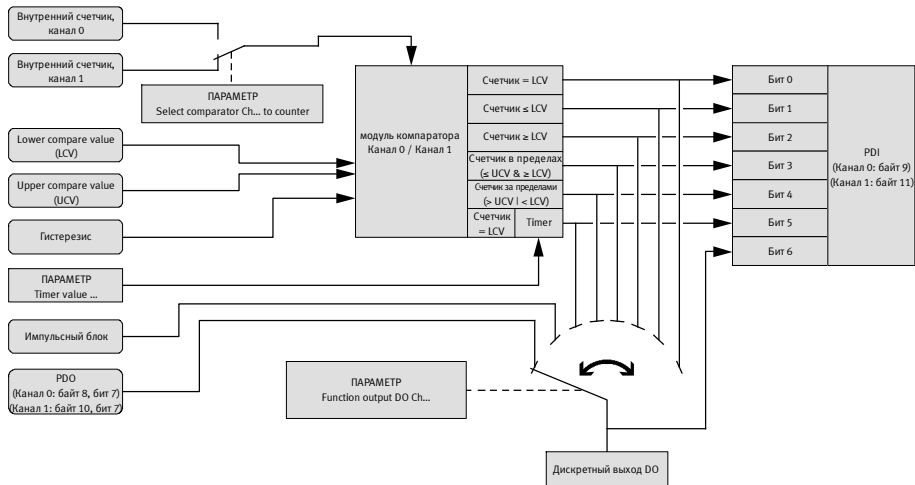 Внутренний счетчик,
канал 0
Внутренний счетчик,
канал 1
ПАРАМЕТР
Select comparator Ch... to counter
Lower compare value
(LCV)
Upper compare value
(UCV)
Гистерезис
ПАРАМЕТР
Timer value ...
Импульсный блок
PDO
(Канал 0: байт 8, бит 7)
(Канал 1: байт 10, бит 7)
модуль компаратора
Канал 0 / Канал 1
Счетчик = LCV
Счетчик ≤ LCV
Счетчик ≥ LCV
Счетчик в пределах
(≤ UCV & ≥ LCV)
Счетчик за пределами
(> UCV | < LCV)
Счетчик
= LCV
Timer
Бит 0
Бит 1
Бит 2
Бит 3
Бит 4
Бит 5
Бит 6
PDI
(Канал 0: байт 9)
(Канал 1: байт 11)
ПАРАМЕТР
Function output DO Ch...
Дискретный выход DO